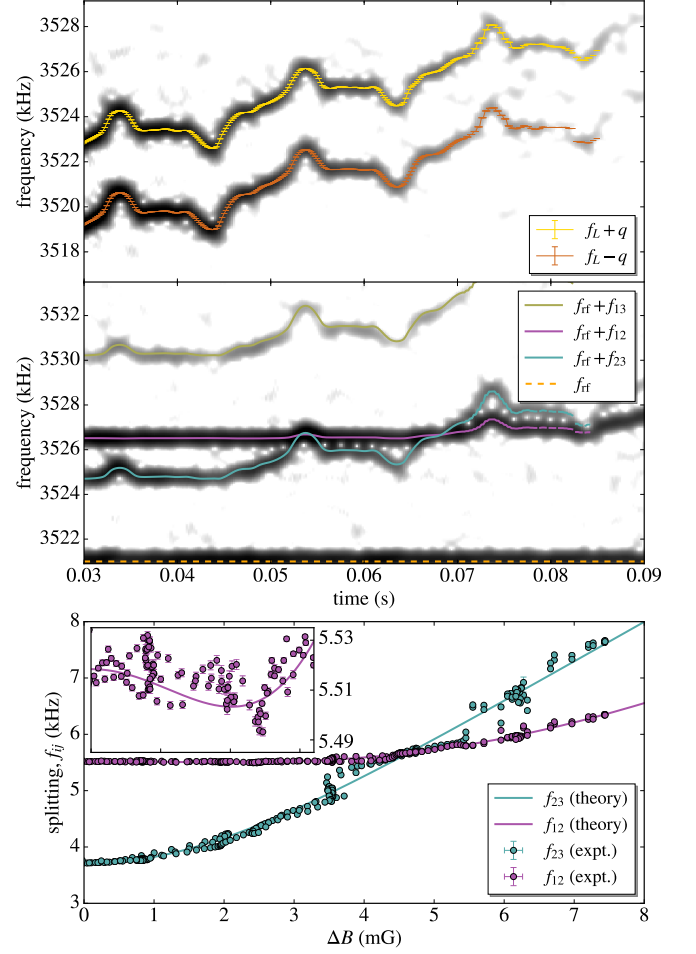 3528
3526
3524
3522
3520
3518
frequency (kHz)
f_L + q
f_L − q
3532
3530
3528
3526
3524
3522
frequency (kHz)
f_rf + f_13
f_rf + f_12
f_rf + f_23
f_rf
0.03 0.04 0.05 0.06 0.07 0.08 0.09
time (s)
8
7
6
5
4
3
splitting, f_ij (kHz)
5.53
5.51
5.49
f_23 (theory)
f_12 (theory)
f_23 (expt.)
f_12 (expt.)
0 1 2 3 4 5 6 7 8
ΔB (mG)